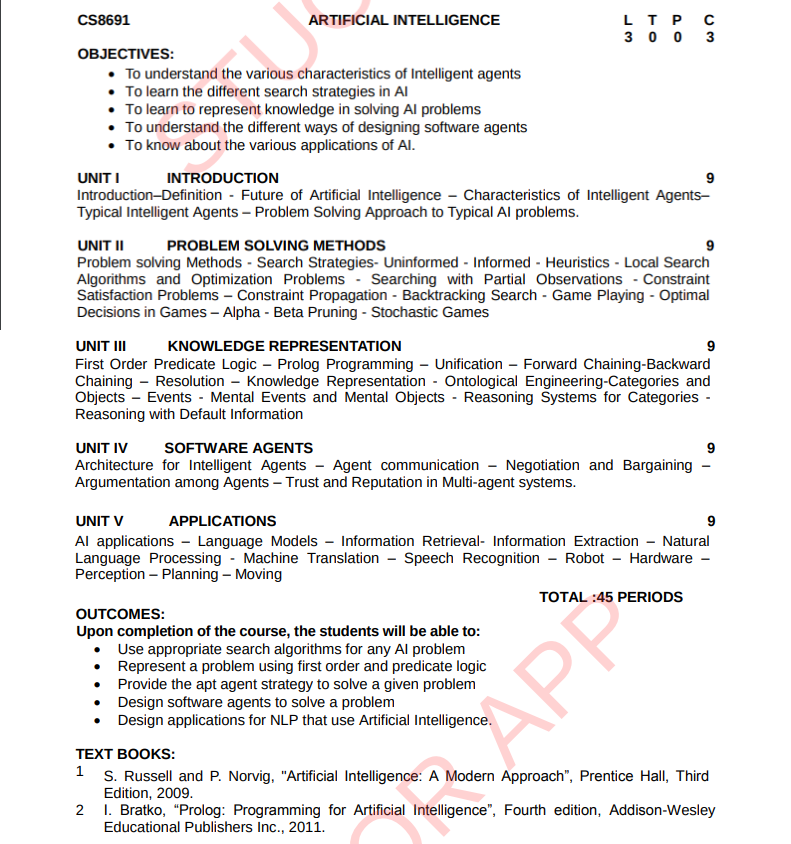 CS8691 ARTIFICIAL INTELLIGENCE L T P C
3 0 0 3
OBJECTIVES:
• To understand the various characteristics of Intelligent agents
• To learn the different search strategies in AI
• To learn to represent knowledge in solving AI problems
• To understand the different ways of designing software agents
• To know about the various applications of AI.
UNIT I INTRODUCTION 9
Introduction–Definition - Future of Artificial Intelligence – Characteristics of Intelligent Agents–
Typical Intelligent Agents – Problem Solving Approach to Typical AI problems.
UNIT II PROBLEM SOLVING METHODS 9
Problem solving Methods - Search Strategies- Uninformed - Informed - Heuristics - Local Search
Algorithms and Optimization Problems - Searching with Partial Observations - Constraint
Satisfaction Problems – Constraint Propagation - Backtracking Search - Game Playing - Optimal
Decisions in Games – Alpha - Beta Pruning - Stochastic Games
UNIT III KNOWLEDGE REPRESENTATION 9
First Order Predicate Logic – Prolog Programming – Unification – Forward Chaining-Backward
Chaining – Resolution – Knowledge Representation - Ontological Engineering-Categories and
Objects – Events - Mental Events and Mental Objects - Reasoning Systems for Categories -
Reasoning with Default Information
UNIT IV SOFTWARE AGENTS 9
Architecture for Intelligent Agents – Agent communication – Negotiation and Bargaining –
Argumentation among Agents – Trust and Reputation in Multi-agent systems.
UNIT V APPLICATIONS 9
AI applications – Language Models – Information Retrieval- Information Extraction – Natural
Language Processing - Machine Translation – Speech Recognition – Robot – Hardware –
Perception – Planning – Moving
TOTAL :45 PERIODS
OUTCOMES:
Upon completion of the course, the students will be able to:
• Use appropriate search algorithms for any AI problem
• Represent a problem using first order and predicate logic
• Provide the apt agent strategy to solve a given problem
• Design software agents to solve a problem
• Design applications for NLP that use Artificial Intelligence.
TEXT BOOKS:
1 S. Russell and P. Norvig, "Artificial Intelligence: A Modern Approach”, Prentice Hall, Third
Edition, 2009.
2 I. Bratko, “Prolog: Programming for Artificial Intelligence”, Fourth edition, Addison-Wesley
Educational Publishers Inc., 2011.
APP